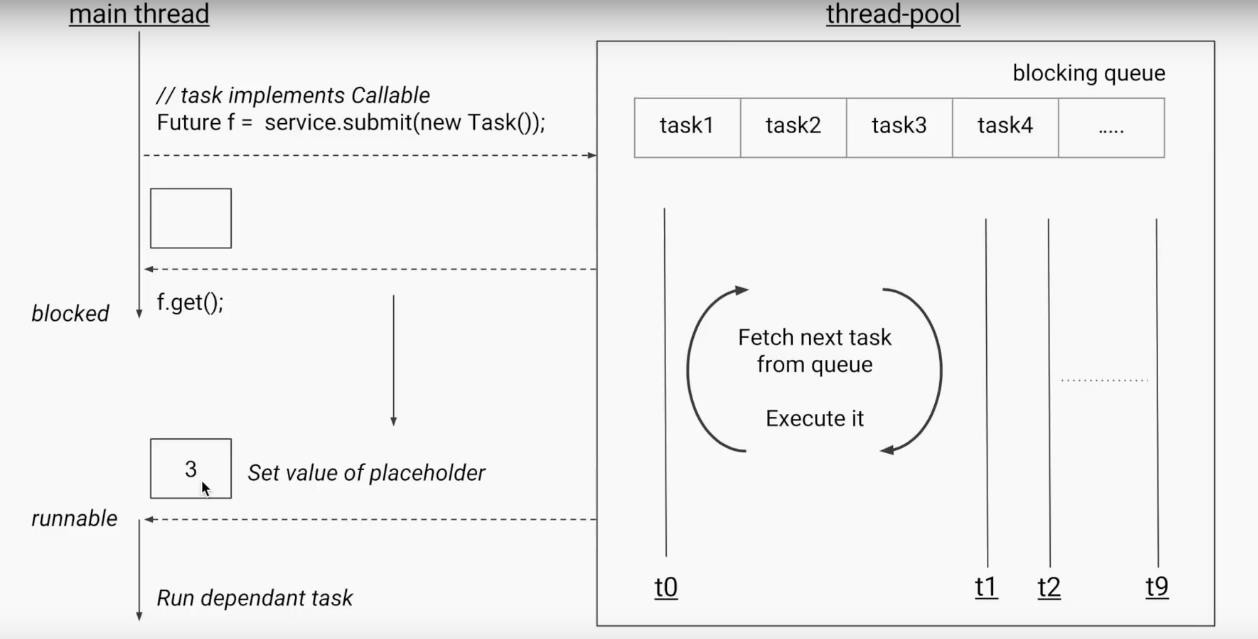 main thread
thread-pool
// task implements Callable
Future f = service.submit(new Task());
blocking queue
task1 task2 task3 task4 .....
blocked
f.get();
Fetch next task
from queue
Execute it
3
Set value of placeholder
runnable
Run dependant task
t0 t1 t2 t9